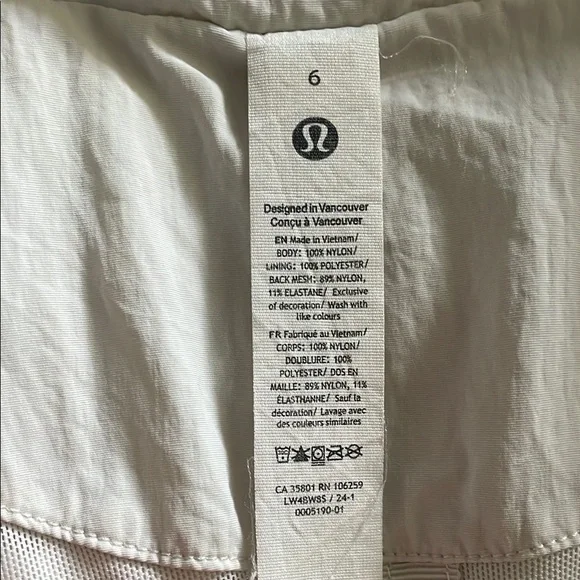 6
Designed in Vancouver
Conçu à Vancouver
EN Made in Vietnam/
BODY: 100% NYLON/
LINING: 100% POLYESTER/
BACK MESH: 89% NYLON,
11% ELASTANE/ Exclusive
of decoration/ Wash with
like colours
FR Fabriqué au Vietnam/
CORPS: 100% NYLON/
DOUBLURE: 100%
POLYESTER/ DOS EN
MAILLE: 89% NYLON, 11%
ÉLASTHANNE/ Sauf la
décoration/ Lavage avec
des couleurs similaires
CA 35801 RN 106259
LW4BW8S / 24-1
0005190-01